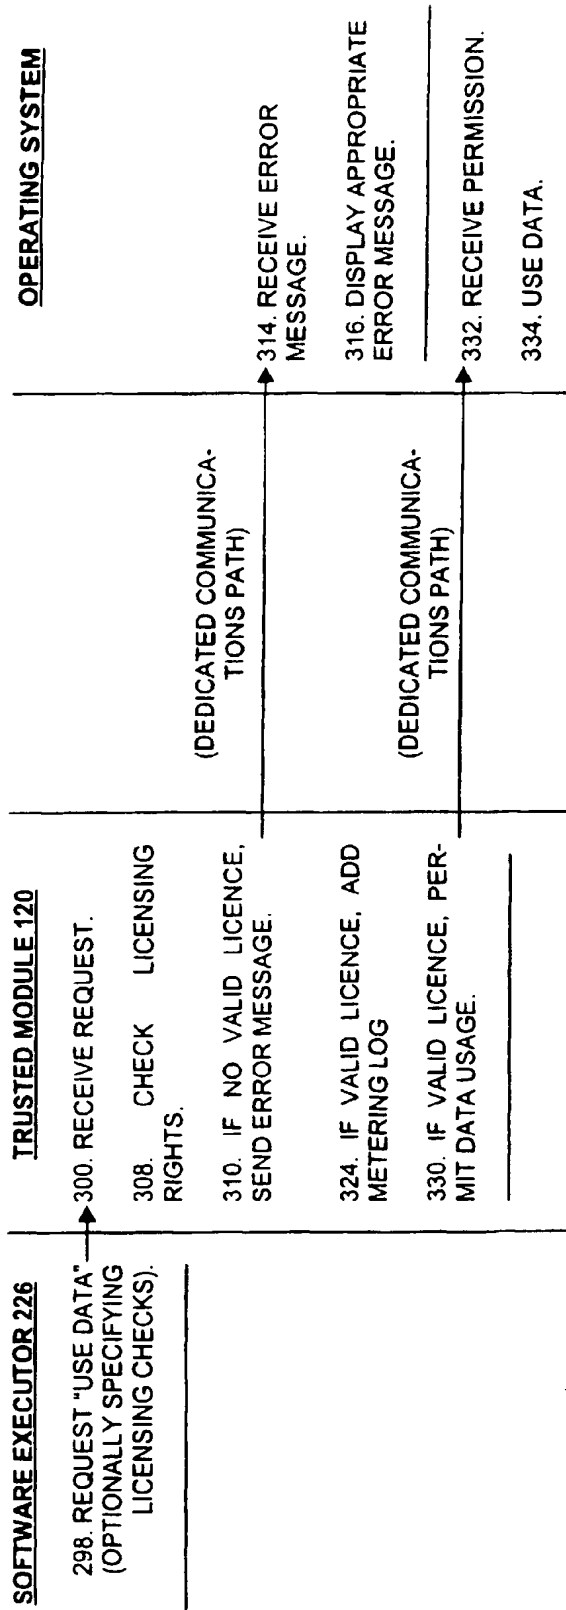 SOFTWARE EXECUTOR 226
298. REQUEST "USE DATA"
(OPTIONALLY SPECIFYING
LICENSING CHECKS).
TRUSTED MODULE 120
300. RECEIVE REQUEST.
308. CHECK LICENSING
RIGHTS.
310. IF NO VALID LICENCE,
SEND ERROR MESSAGE.
324. IF VALID LICENCE, ADD
METERING LOG
330. IF VALID LICENCE, PER-
MIT DATA USAGE.
(DEDICATED COMMUNICA-
TIONS PATH)
(DEDICATED COMMUNICA-
TIONS PATH)
OPERATING SYSTEM
314. RECEIVE ERROR
MESSAGE.
316. DISPLAY APPROPRIATE
ERROR MESSAGE.
332. RECEIVE PERMISSION.
334. USE DATA.